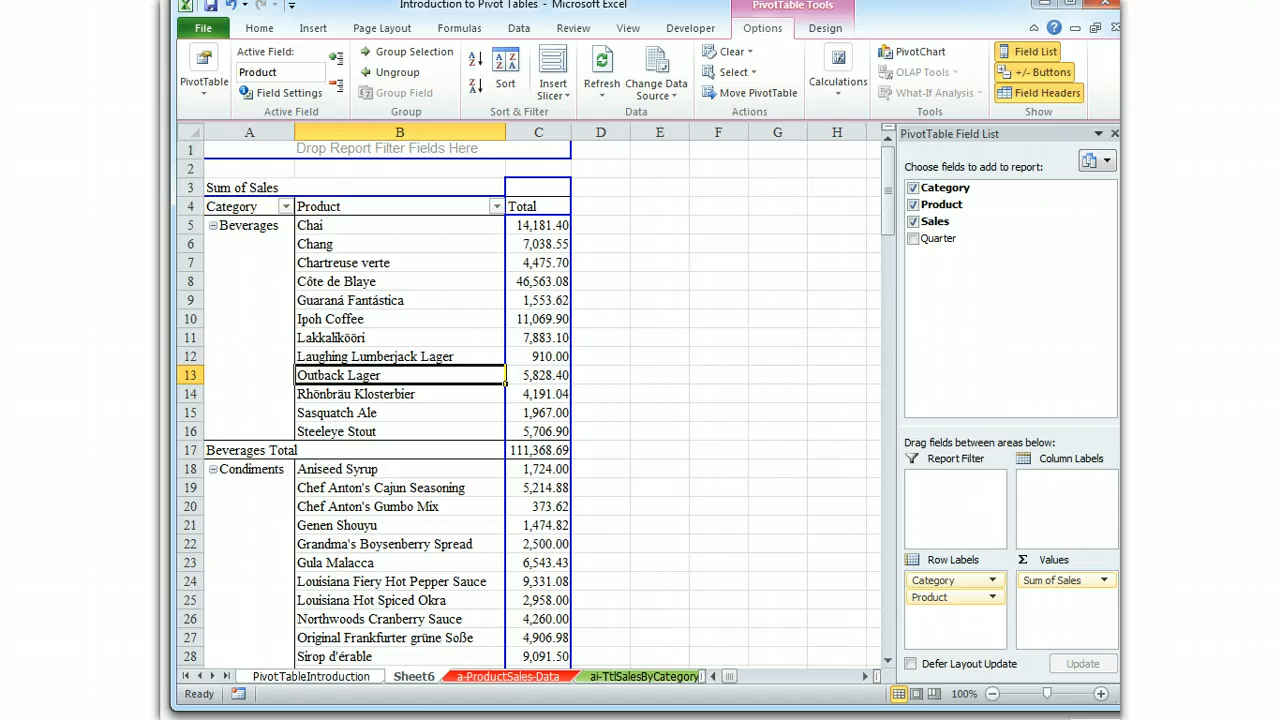 Introduction to Pivot Tables - Microsoft Excel
PivotTable Tools
File Home Insert Page Layout Formulas Data Review View Developer Options Design
PivotTable
Active Field:
Product
Field Settings
Active Field
Group Selection
Ungroup
Group Field
Group
Sort
Insert Slicer
Sort & Filter
Refresh
Change Data Source
Data
Clear
Select
Move PivotTable
Actions
Calculations
PivotChart
OLAP Tools
What-If Analysis
Tools
Field List
+/- Buttons
Field Headers
Show
A B C D E F G H
1 Drop Report Filter Fields Here
2
3 Sum of Sales
4 Category Product Total
5 Beverages Chai 14,181.40
6 Chang 7,038.55
7 Chartreuse verte 4,475.70
8 Côte de Blaye 46,563.08
9 Guaraná Fantástica 1,553.62
10 Ipoh Coffee 11,069.90
11 Lakkalikööri 7,883.10
12 Laughing Lumberjack Lager 910.00
13 Outback Lager 5,828.40
14 Rhönbräu Klosterbier 4,191.04
15 Sasquatch Ale 1,967.00
16 Steeleye Stout 5,706.90
17 Beverages Total 111,368.69
18 Condiments Aniseed Syrup 1,724.00
19 Chef Anton's Cajun Seasoning 5,214.88
20 Chef Anton's Gumbo Mix 373.62
21 Genen Shouyu 1,474.82
22 Grandma's Boysenberry Spread 2,500.00
23 Gula Malacca 6,543.43
24 Louisiana Fiery Hot Pepper Sauce 9,331.08
25 Louisiana Hot Spiced Okra 2,958.00
26 Northwoods Cranberry Sauce 4,260.00
27 Original Frankfurter grüne Soße 4,906.98
28 Sirop d'érable 9,091.50
PivotTable Field List
Choose fields to add to report:
Category
Product
Sales
Quarter
Drag fields between areas below:
Report Filter Column Labels
Row Labels Σ Values
Category Sum of Sales
Product
Defer Layout Update Update
PivotTableIntroduction Sheet6 a-ProductSales-Data ai-TtlSalesByCategory
Ready 100%